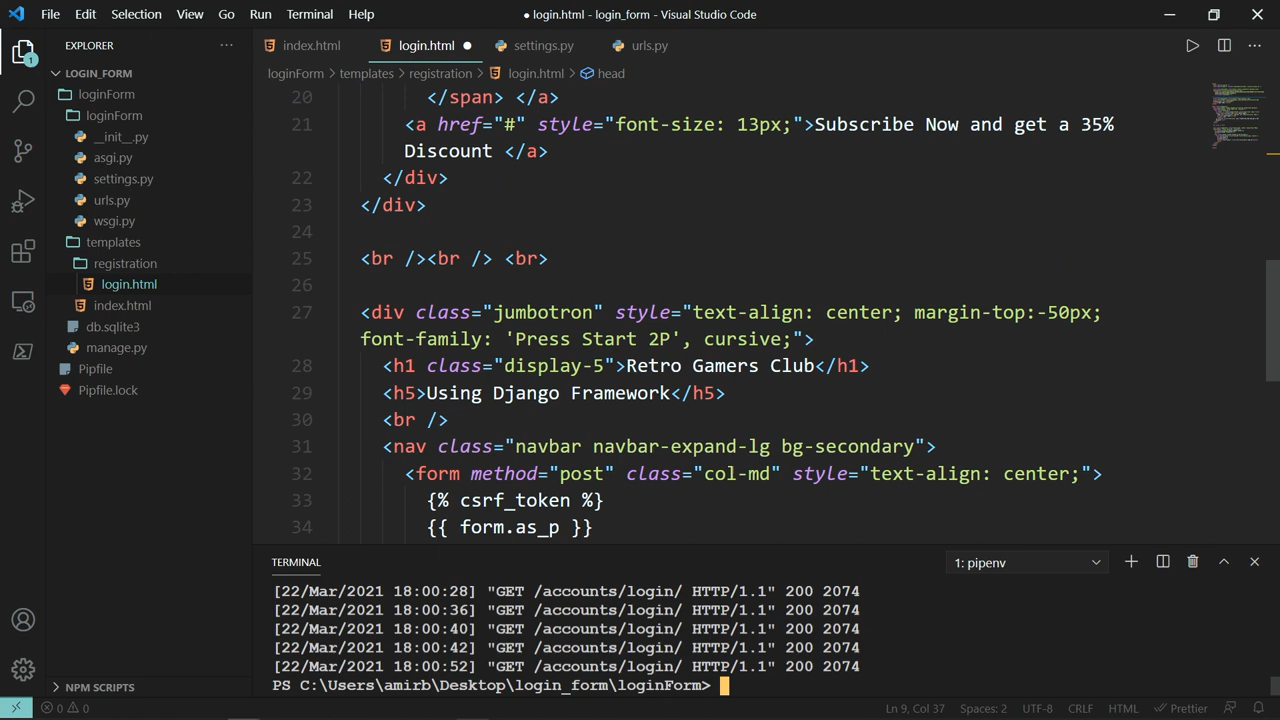 File Edit Selection View Go Run Terminal Help ● login.html - login_form - Visual Studio Code
EXPLORER
LOGIN_FORM
loginForm
loginForm
__init__.py
asgi.py
settings.py
urls.py
wsgi.py
templates
registration
login.html
index.html
db.sqlite3
manage.py
Pipfile
Pipfile.lock
NPM SCRIPTS
1
index.html login.html ● settings.py urls.py
loginForm > templates > registration > login.html > head
20 </span> </a>
21 <a href="#" style="font-size: 13px;">Subscribe Now and get a 35%
Discount </a>
22 </div>
23 </div>
24
25 <br /><br /> <br>
26
27 <div class="jumbotron" style="text-align: center; margin-top:-50px;
font-family: 'Press Start 2P', cursive;">
28 <h1 class="display-5">Retro Gamers Club</h1>
29 <h5>Using Django Framework</h5>
30 <br />
31 <nav class="navbar navbar-expand-lg bg-secondary">
32 <form method="post" class="col-md" style="text-align: center;">
33 {% csrf_token %}
34 {{ form.as_p }}
TERMINAL 1: pipenv
[22/Mar/2021 18:00:28] "GET /accounts/login/ HTTP/1.1" 200 2074
[22/Mar/2021 18:00:36] "GET /accounts/login/ HTTP/1.1" 200 2074
[22/Mar/2021 18:00:40] "GET /accounts/login/ HTTP/1.1" 200 2074
[22/Mar/2021 18:00:42] "GET /accounts/login/ HTTP/1.1" 200 2074
[22/Mar/2021 18:00:52] "GET /accounts/login/ HTTP/1.1" 200 2074
PS C:\Users\amirb\Desktop\login_form\loginForm>
0 0 Ln 9, Col 37 Spaces: 2 UTF-8 CRLF HTML Prettier